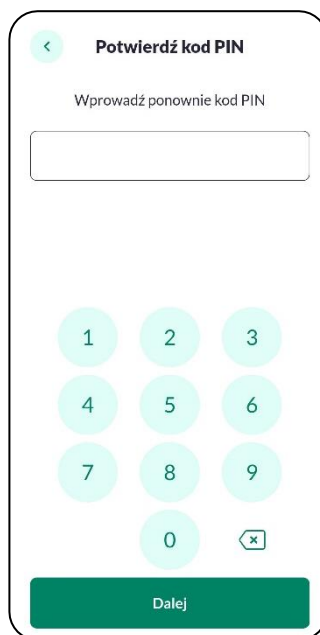 Potwierdź kod PIN
Wprowadź ponownie kod PIN
1 2 3
4 5 6
7 8 9
0
Dalej